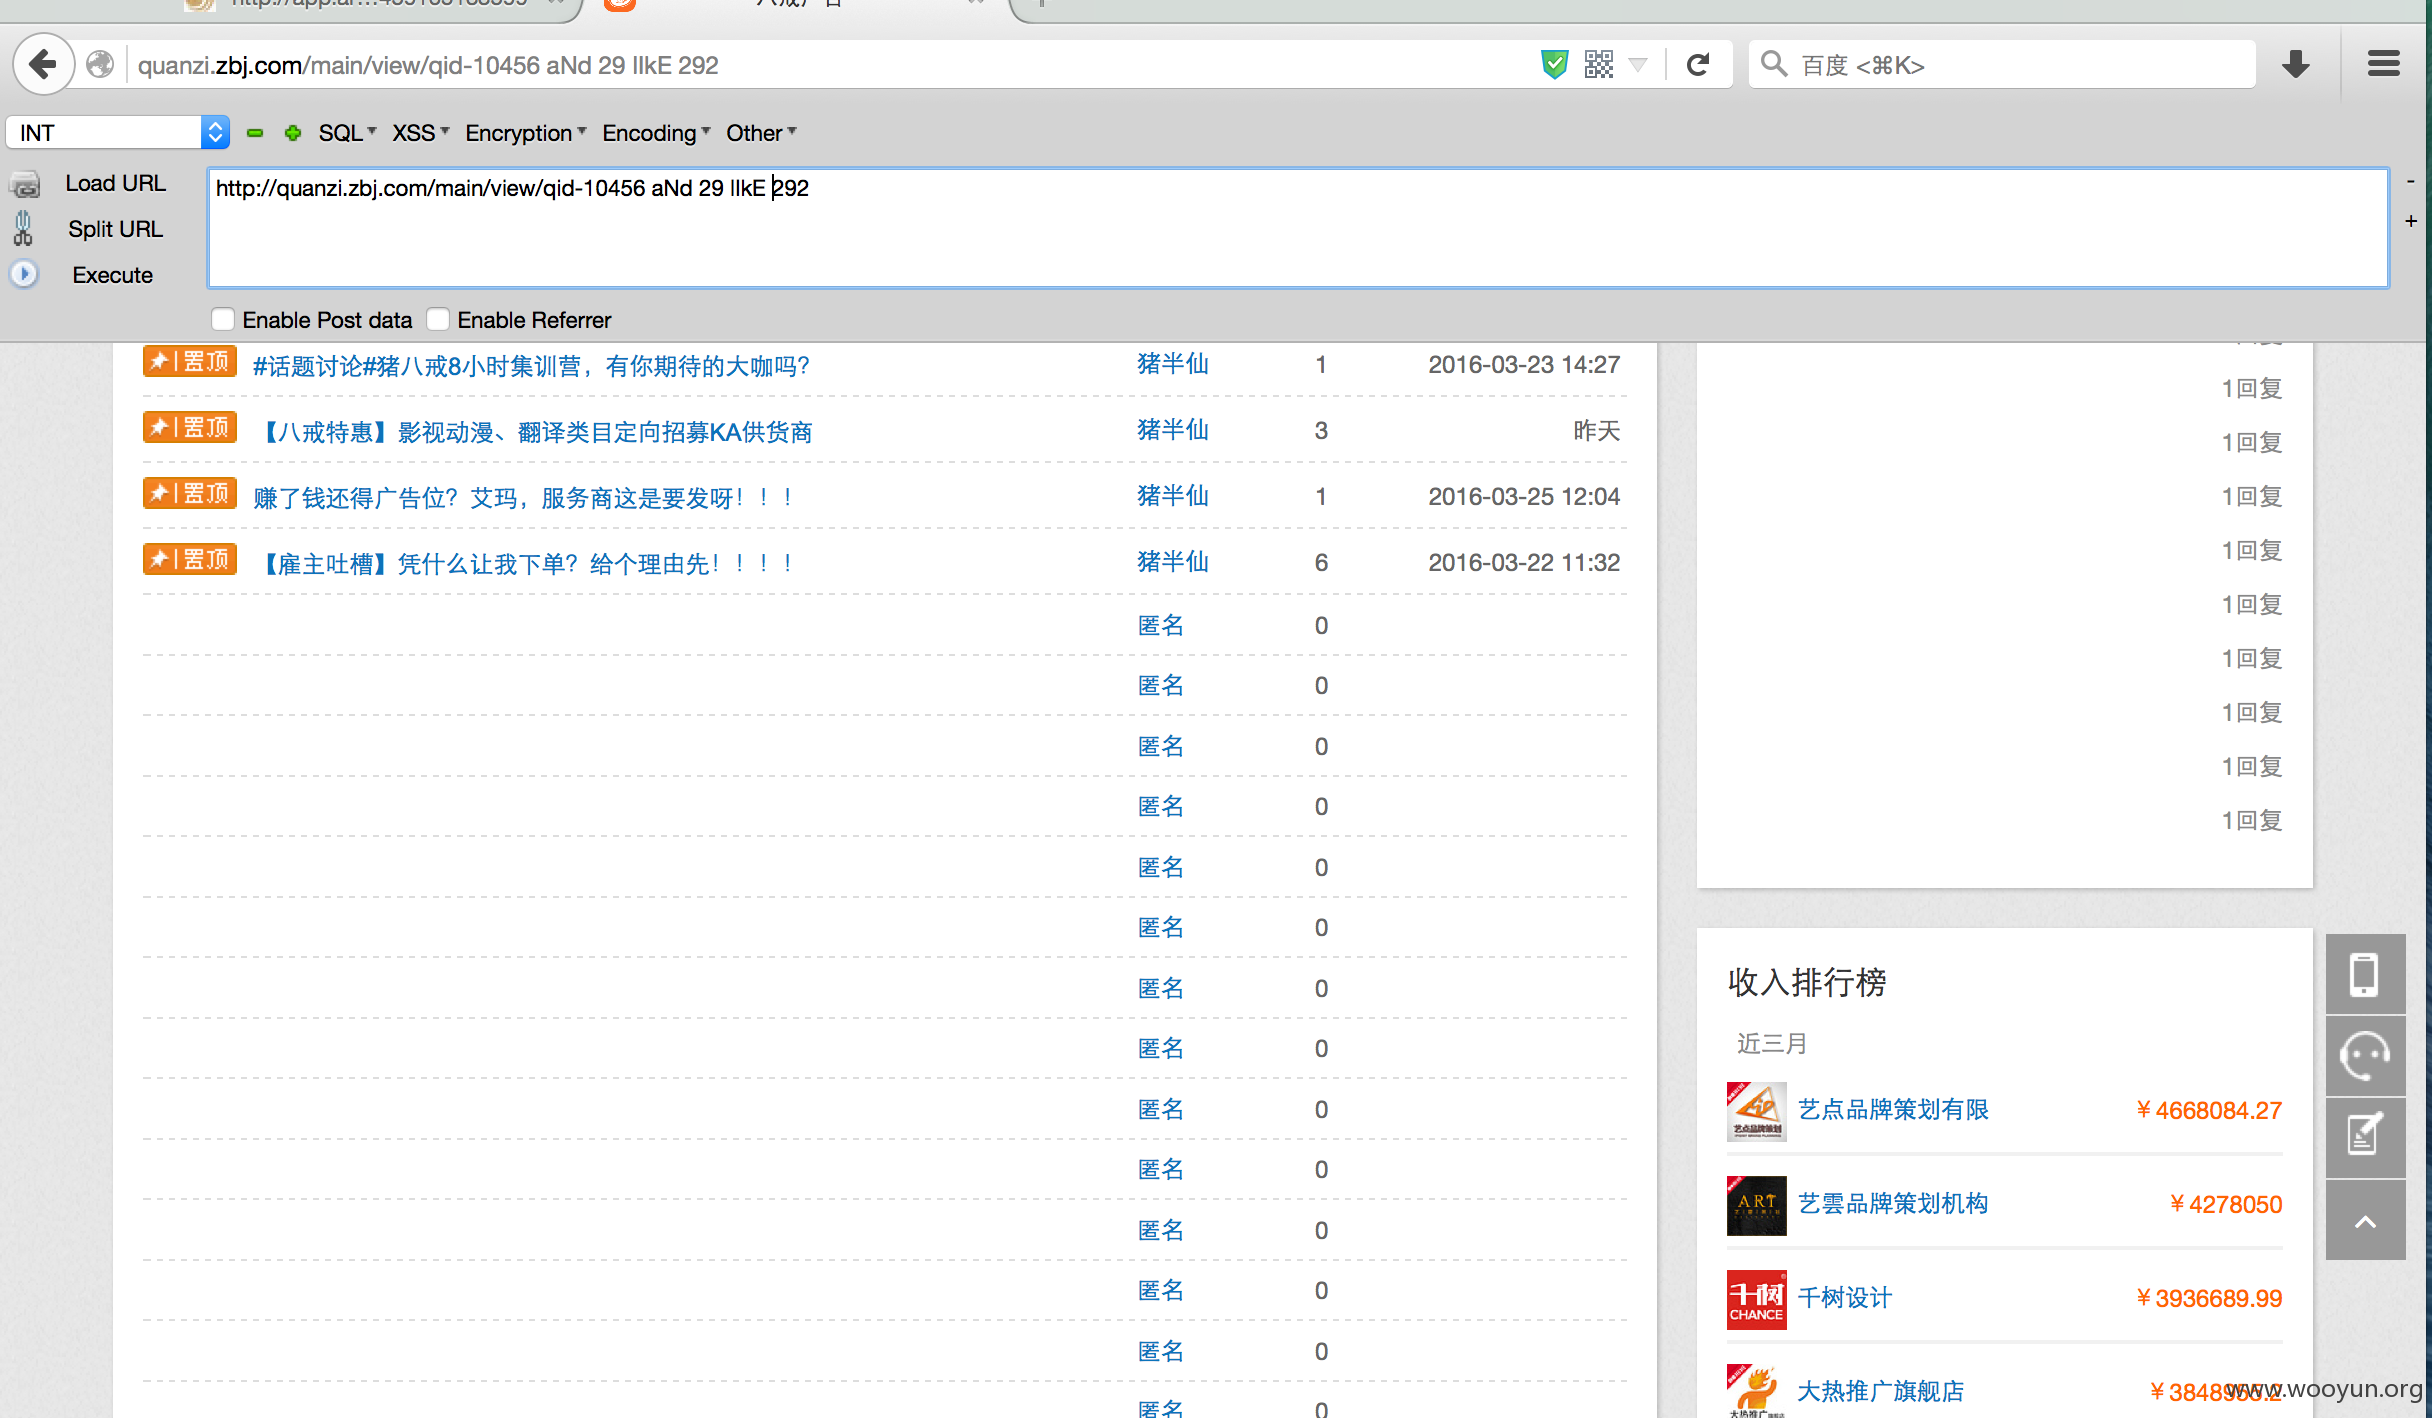 quanzi.zbj.com/main/view/qid-10456 aNd 29 lIkE 292
百度 <⌘K>
INT
SQL
XSS
Encryption
Encoding
Other
Load URL
http://quanzi.zbj.com/main/view/qid-10456 aNd 29 lIkE 292
Split URL
Execute
Enable Post data
Enable Referrer
置顶 #话题讨论#猪八戒8小时集训营，有你期待的大咖吗？ 猪半仙 1 2016-03-23 14:27
置顶 【八戒特惠】影视动漫、翻译类目定向招募KA供货商 猪半仙 3 昨天
置顶 赚了钱还得广告位？艾玛，服务商这是要发呀！！！ 猪半仙 1 2016-03-25 12:04
置顶 【雇主吐槽】凭什么让我下单？给个理由先！！！！ 猪半仙 6 2016-03-22 11:32
匿名 0
匿名 0
匿名 0
匿名 0
匿名 0
匿名 0
匿名 0
匿名 0
匿名 0
匿名 0
匿名 0
匿名 0
匿名 0
匿名 0
1回复
1回复
1回复
1回复
1回复
1回复
1回复
1回复
1回复
收入排行榜
近三月
艺点品牌策划
艺点品牌策划有限 ￥4668084.27
ART
艺雲品牌策划机构 ￥4278050
千树
CHANCE
千树设计 ￥3936689.99
大热推广旗舰店
www.wooyun.org